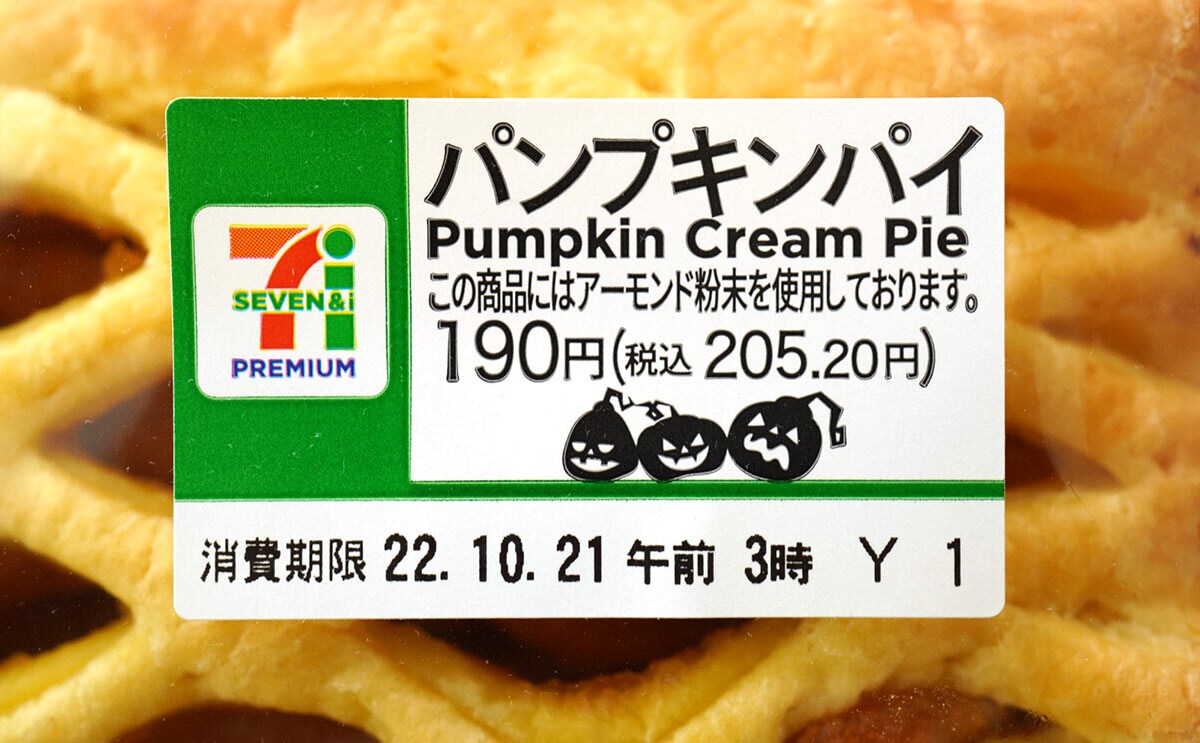 7i
SEVEN&i
PREMIUM
パンプキンパイ
Pumpkin Cream Pie
この商品にはアーモンド粉末を使用しております。
190円(税込 205.20円)
消費期限 22.10.21 午前 3時 Y 1